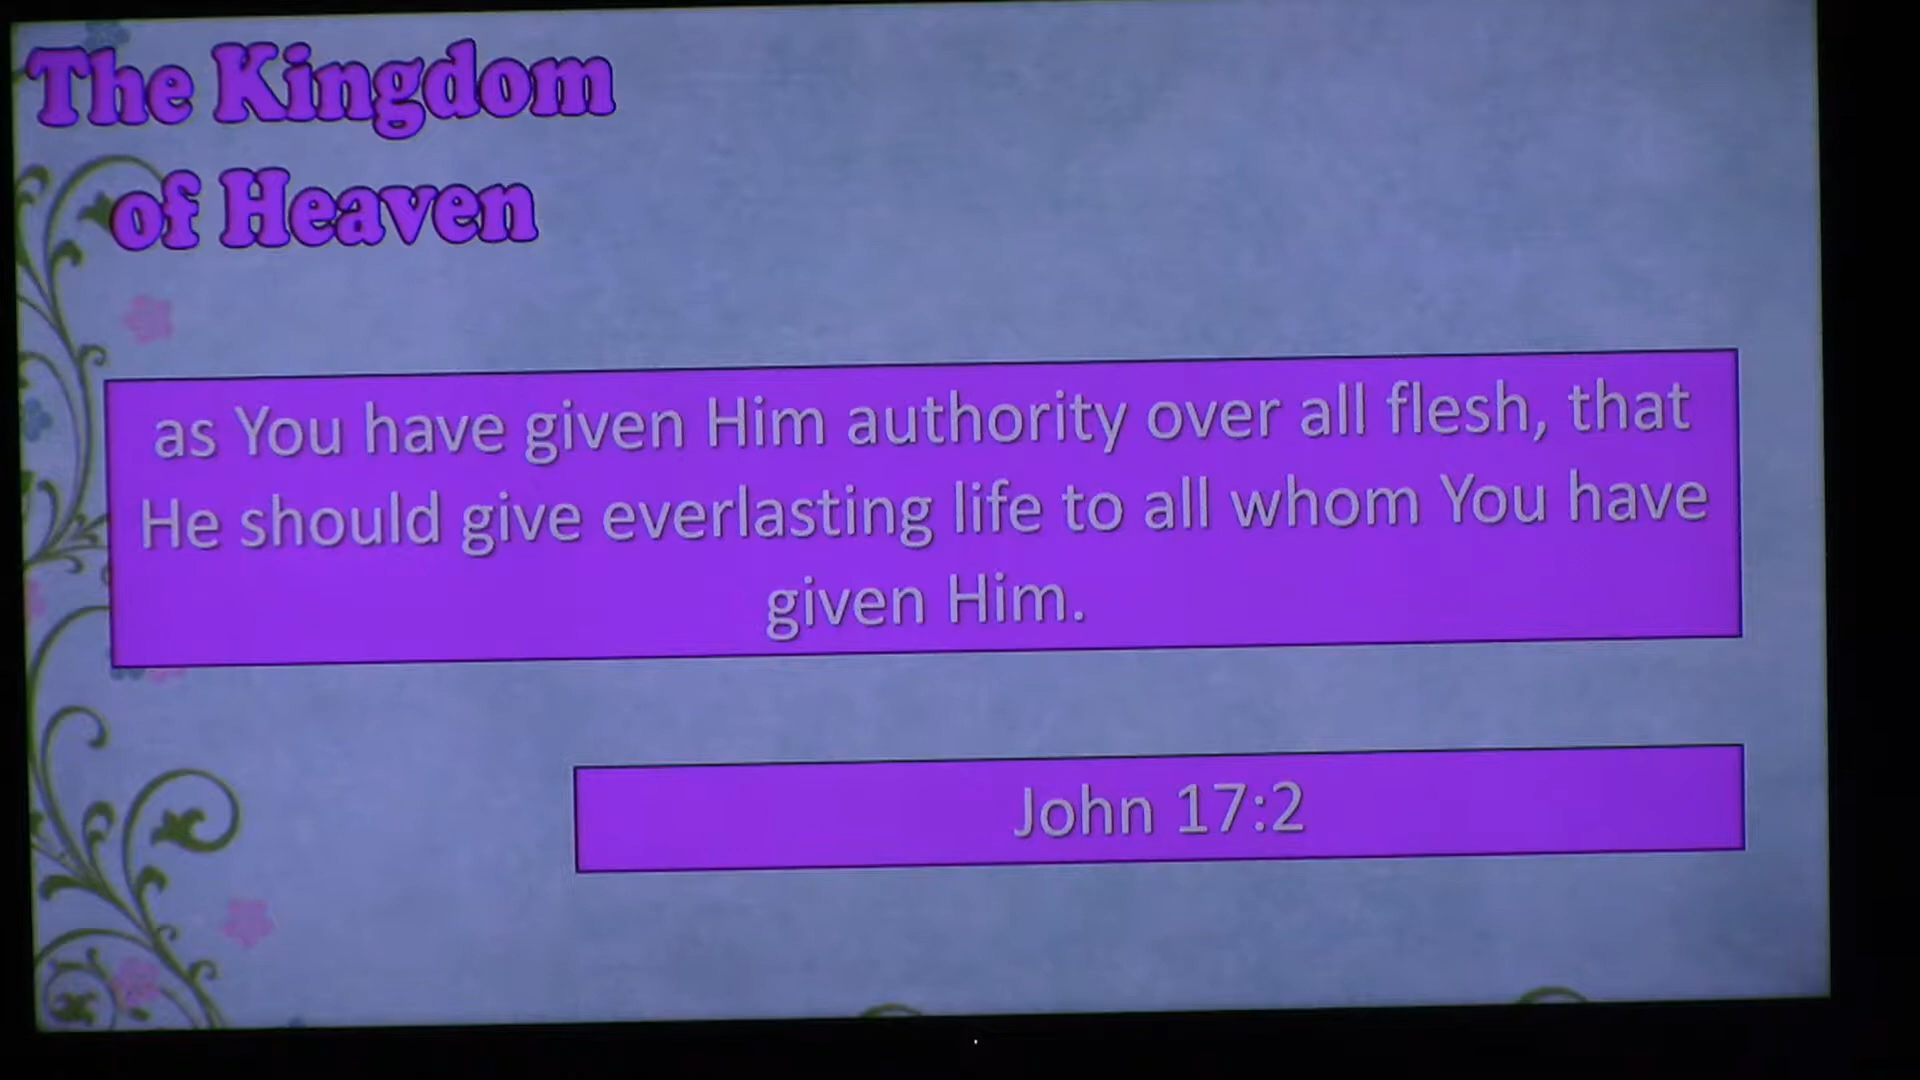 The Kingdom
of Heaven
as You have given Him authority over all flesh, that
He should give everlasting life to all whom You have
given Him.
John 17:2